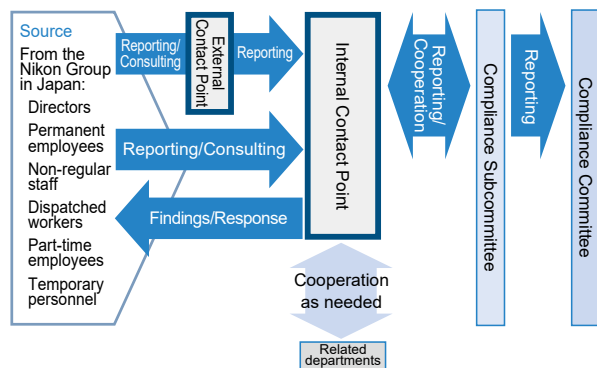 Source
From the
Nikon Group
in Japan:
Directors
Permanent
employees
Non-regular
staff
Dispatched
workers
Part-time
employees
Temporary
personnel
Reporting/
Consulting
External
Contact Point
Reporting
Reporting/Consulting
Findings/Response
Internal Contact Point
Reporting/
Cooperation
Compliance Subcommittee
Reporting
Compliance Committee
Cooperation
as needed
Related
departments